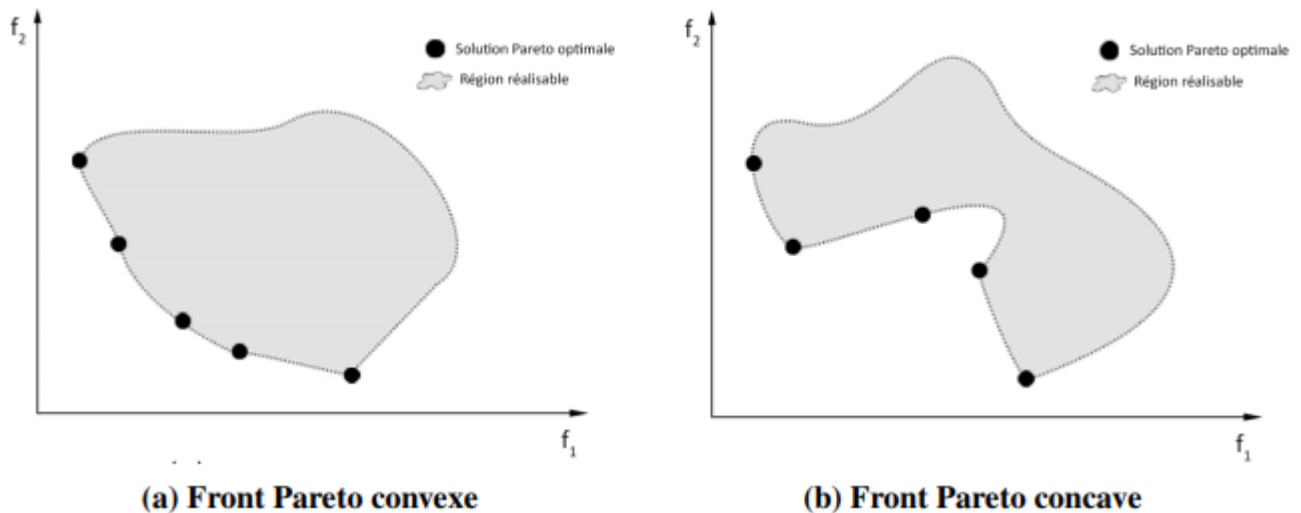 f2
Solution Pareto optimale
Région réalisable
f1
(a) Front Pareto convexe
f2
Solution Pareto optimale
Région réalisable
f1
(b) Front Pareto concave